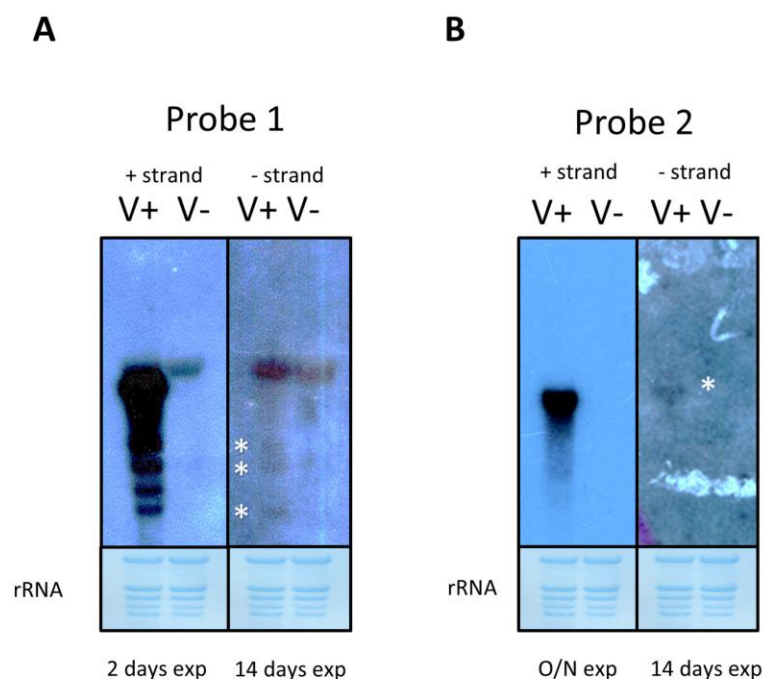 A
B
Probe 1
Probe 2
+ strand
- strand
+ strand
- strand
V+ V-
V+ V-
V+ V-
V+ V-
*
*
*
*
rRNA
rRNA
2 days exp
14 days exp
O/N exp
14 days exp